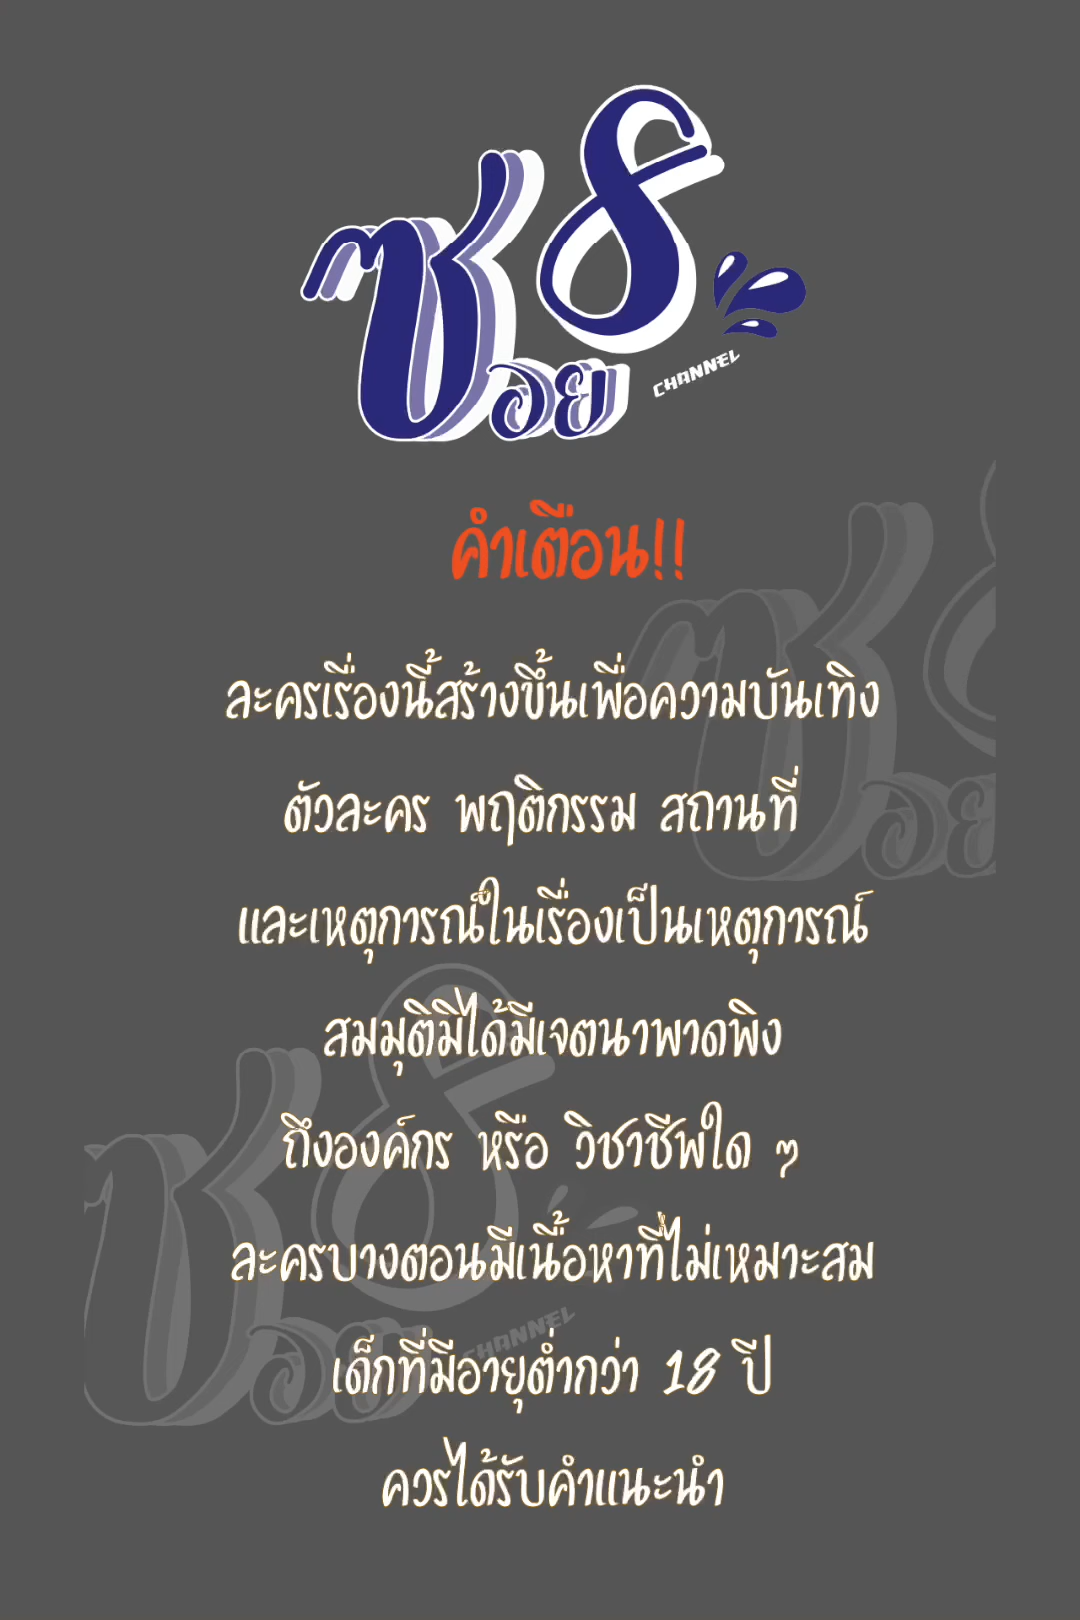 ซอย 8
CHANNEL
คำเตือน!!
ละครเรื่องนี้สร้างขึ้นเพื่อความบันเทิง
ตัวละคร พฤติกรรม สถานที่
และเหตุการณ์ในเรื่องเป็นเหตุการณ์
สมมุติมิได้มีเจตนาพาดพิง
ถึงองค์กร หรือ วิชาชีพใด ๆ
ละครบางตอนมีเนื้อหาที่ไม่เหมาะสม
เด็กที่มีอายุต่ำกว่า 18 ปี
ควรได้รับคำแนะนำ